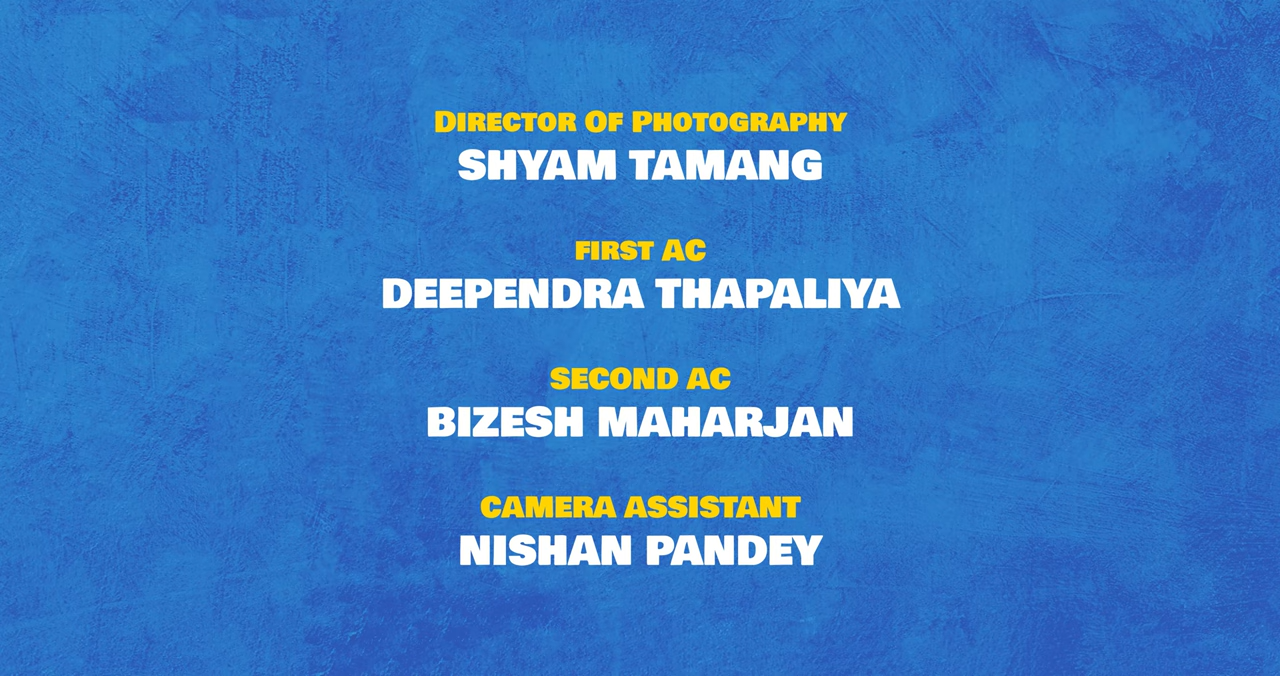 Director Of Photography
SHYAM TAMANG
FIRST AC
DEEPENDRA THAPALIYA
SECOND AC
BIZESH MAHARJAN
CAMERA ASSISTANT
NISHAN PANDEY